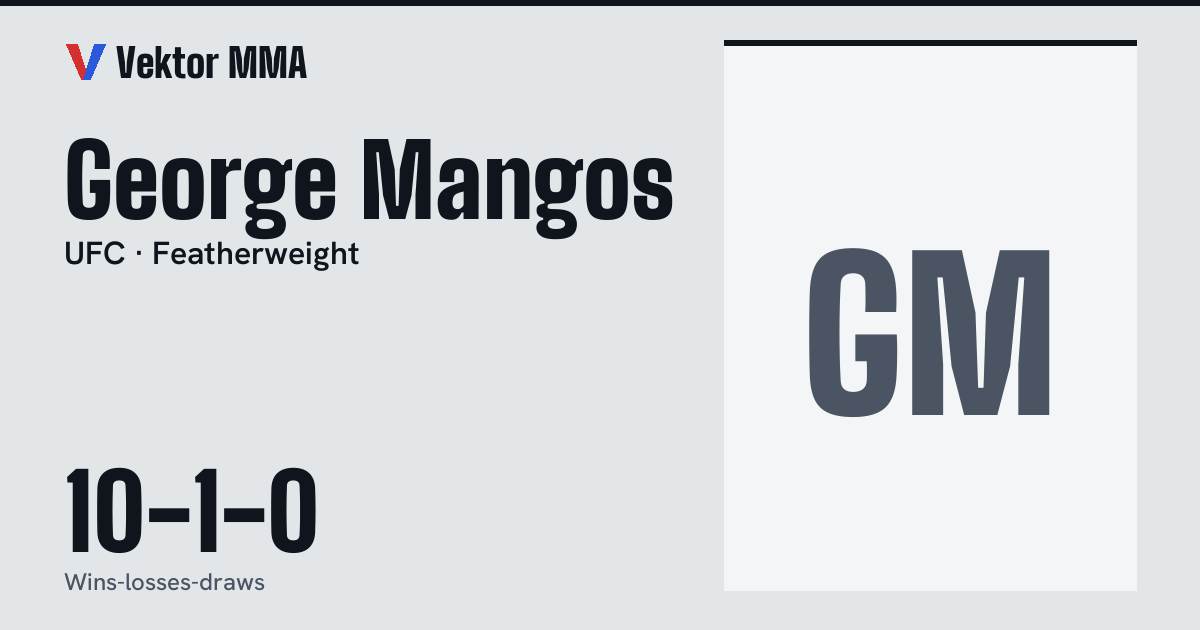 Vektor MMA
George Mangos
UFC · Featherweight
10–1–0
Wins-losses-draws
GM